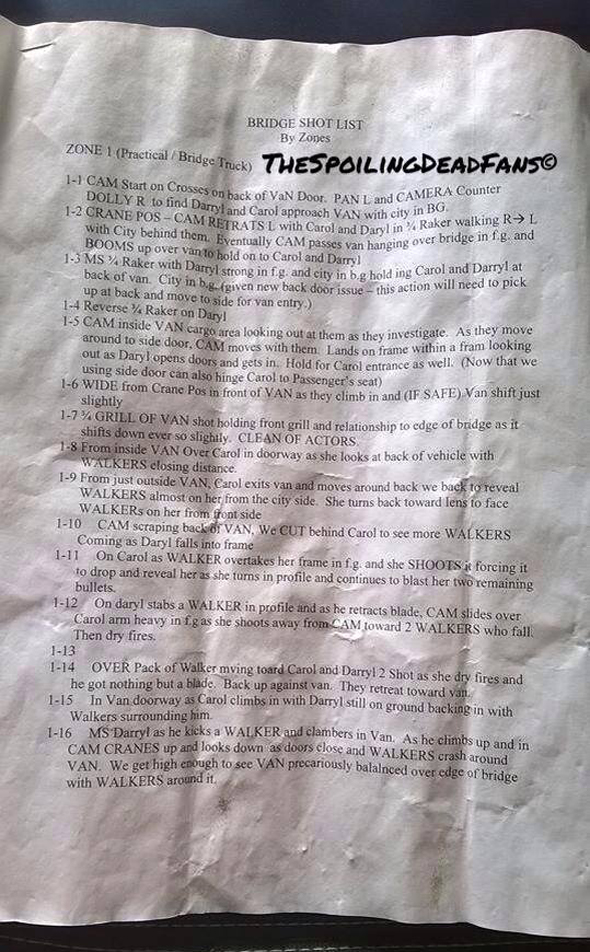 BRIDGE SHOT LIST
By Zones
ZONE 1 (Practical / Bridge Truck)
THESPOILINGDEADFANS©
1-1 CAM Start on Crosses on back of VaN Door. PAN L and CAMERA Counter
DOLLY R to find Darryl and Carol approach VAN with city in BG.
1-2 CRANE POS – CAM RETRATS L with Carol and Daryl in ¾ Raker walking R→ L
with City behind them. Eventually CAM passes van hanging over bridge in f.g. and
BOOMS up over van to hold on to Carol and Darryl
1-3 MS ¾ Raker with Darryl strong in f.g. and city in b.g hold ing Carol and Darryl at
back of van. City in b.g. (given new back door issue – this action will need to pick
up at back and move to side for van entry.)
1-4 Reverse ¾ Raker on Daryl
1-5 CAM inside VAN cargo area looking out at them as they investigate. As they move
around to side door, CAM moves with them. Lands on frame within a fram looking
out as Daryl opens doors and gets in. Hold for Carol entrance as well. (Now that we
using side door can also hinge Carol to Passenger's seat)
1-6 WIDE from Crane Pos in front of VAN as they climb in and (IF SAFE) Van shift just
slightly
1-7 ¾ GRILL OF VAN shot holding front grill and relationship to edge of bridge as it
shifts down ever so slightly. CLEAN OF ACTORS.
1-8 From inside VAN Over Carol in doorway as she looks at back of vehicle with
WALKERS closing distance.
1-9 From just outside VAN, Carol exits van and moves around back we back to reveal
WALKERS almost on her from the city side. She turns back toward lens to face
WALKERs on her from front side
1-10 CAM scraping back of VAN, We CUT behind Carol to see more WALKERS
Coming as Daryl falls into frame
1-11 On Carol as WALKER overtakes her frame in f.g. and she SHOOTS it forcing it
to drop and reveal her as she turns in profile and continues to blast her two remaining
bullets.
1-12 On daryl stabs a WALKER in profile and as he retracts blade, CAM slides over
Carol arm heavy in f.g as she shoots away from CAM toward 2 WALKERS who fall.
Then dry fires.
1-13
1-14 OVER Pack of Walker mving toard Carol and Darryl 2 Shot as she dry fires and
he got nothing but a blade. Back up against van. They retreat toward van.
1-15 In Van doorway as Carol climbs in with Darryl still on ground backing in with
Walkers surrounding him.
1-16 MS Darryl as he kicks a WALKER and clambers in Van. As he climbs up and in
CAM CRANES up and looks down as doors close and WALKERS crash around
VAN. We get high enough to see VAN precariously balalnced over edge of bridge
with WALKERS around it.